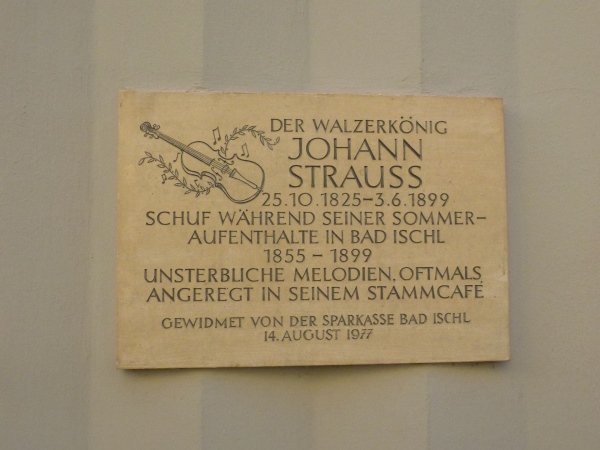 DER WALZERKÖNIG
JOHANN
STRAUSS
25.10.1825-3.6.1899
SCHUF WÄHREND SEINER SOMMER-
AUFENTHALTE IN BAD ISCHL
1855 - 1899
UNSTERBLICHE MELODIEN, OFTMALS
ANGEREGT IN SEINEM STAMMCAFÉ
GEWIDMET VON DER SPARKASSE BAD ISCHL
14. AUGUST 1977